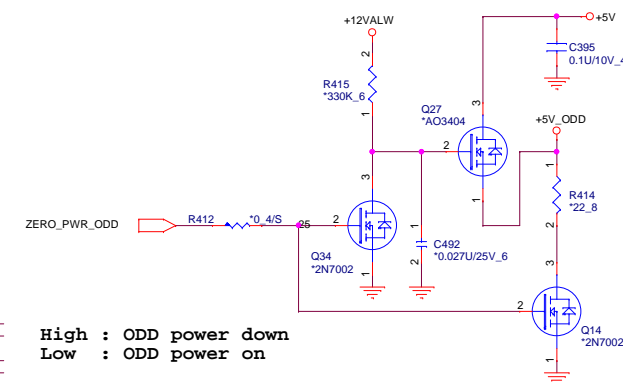 +12VALW
+5V
C395
0.1U/10V_4
R415
*330K_6
2
1
Q27
*AO3404
3
2
1
+5V_ODD
1
R414
*22_8
2
3
ZERO_PWR_ODD
R412
*0_4/S
2
Q34
*2N7002
1
1
C492
*0.027U/25V_6
2
3
2
Q14
*2N7002
1
High : ODD power down
Low : ODD power on